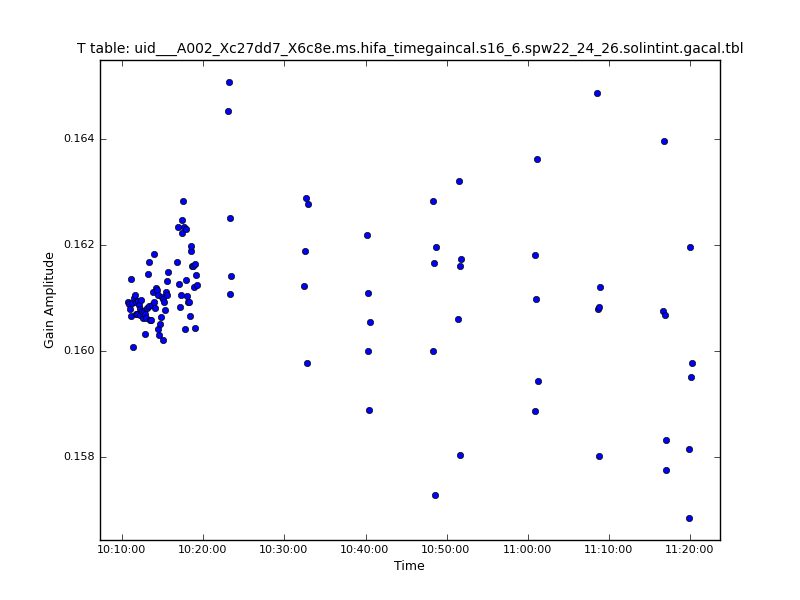 T table: uid___A002_Xc27dd7_X6c8e.ms.hifa_timegaincal.s16_6.spw22_24_26.solintint.gacal.tbl
0.164
0.162
0.160
0.158
Gain Amplitude
10:10:00 10:20:00 10:30:00 10:40:00 10:50:00 11:00:00 11:10:00 11:20:00
Time